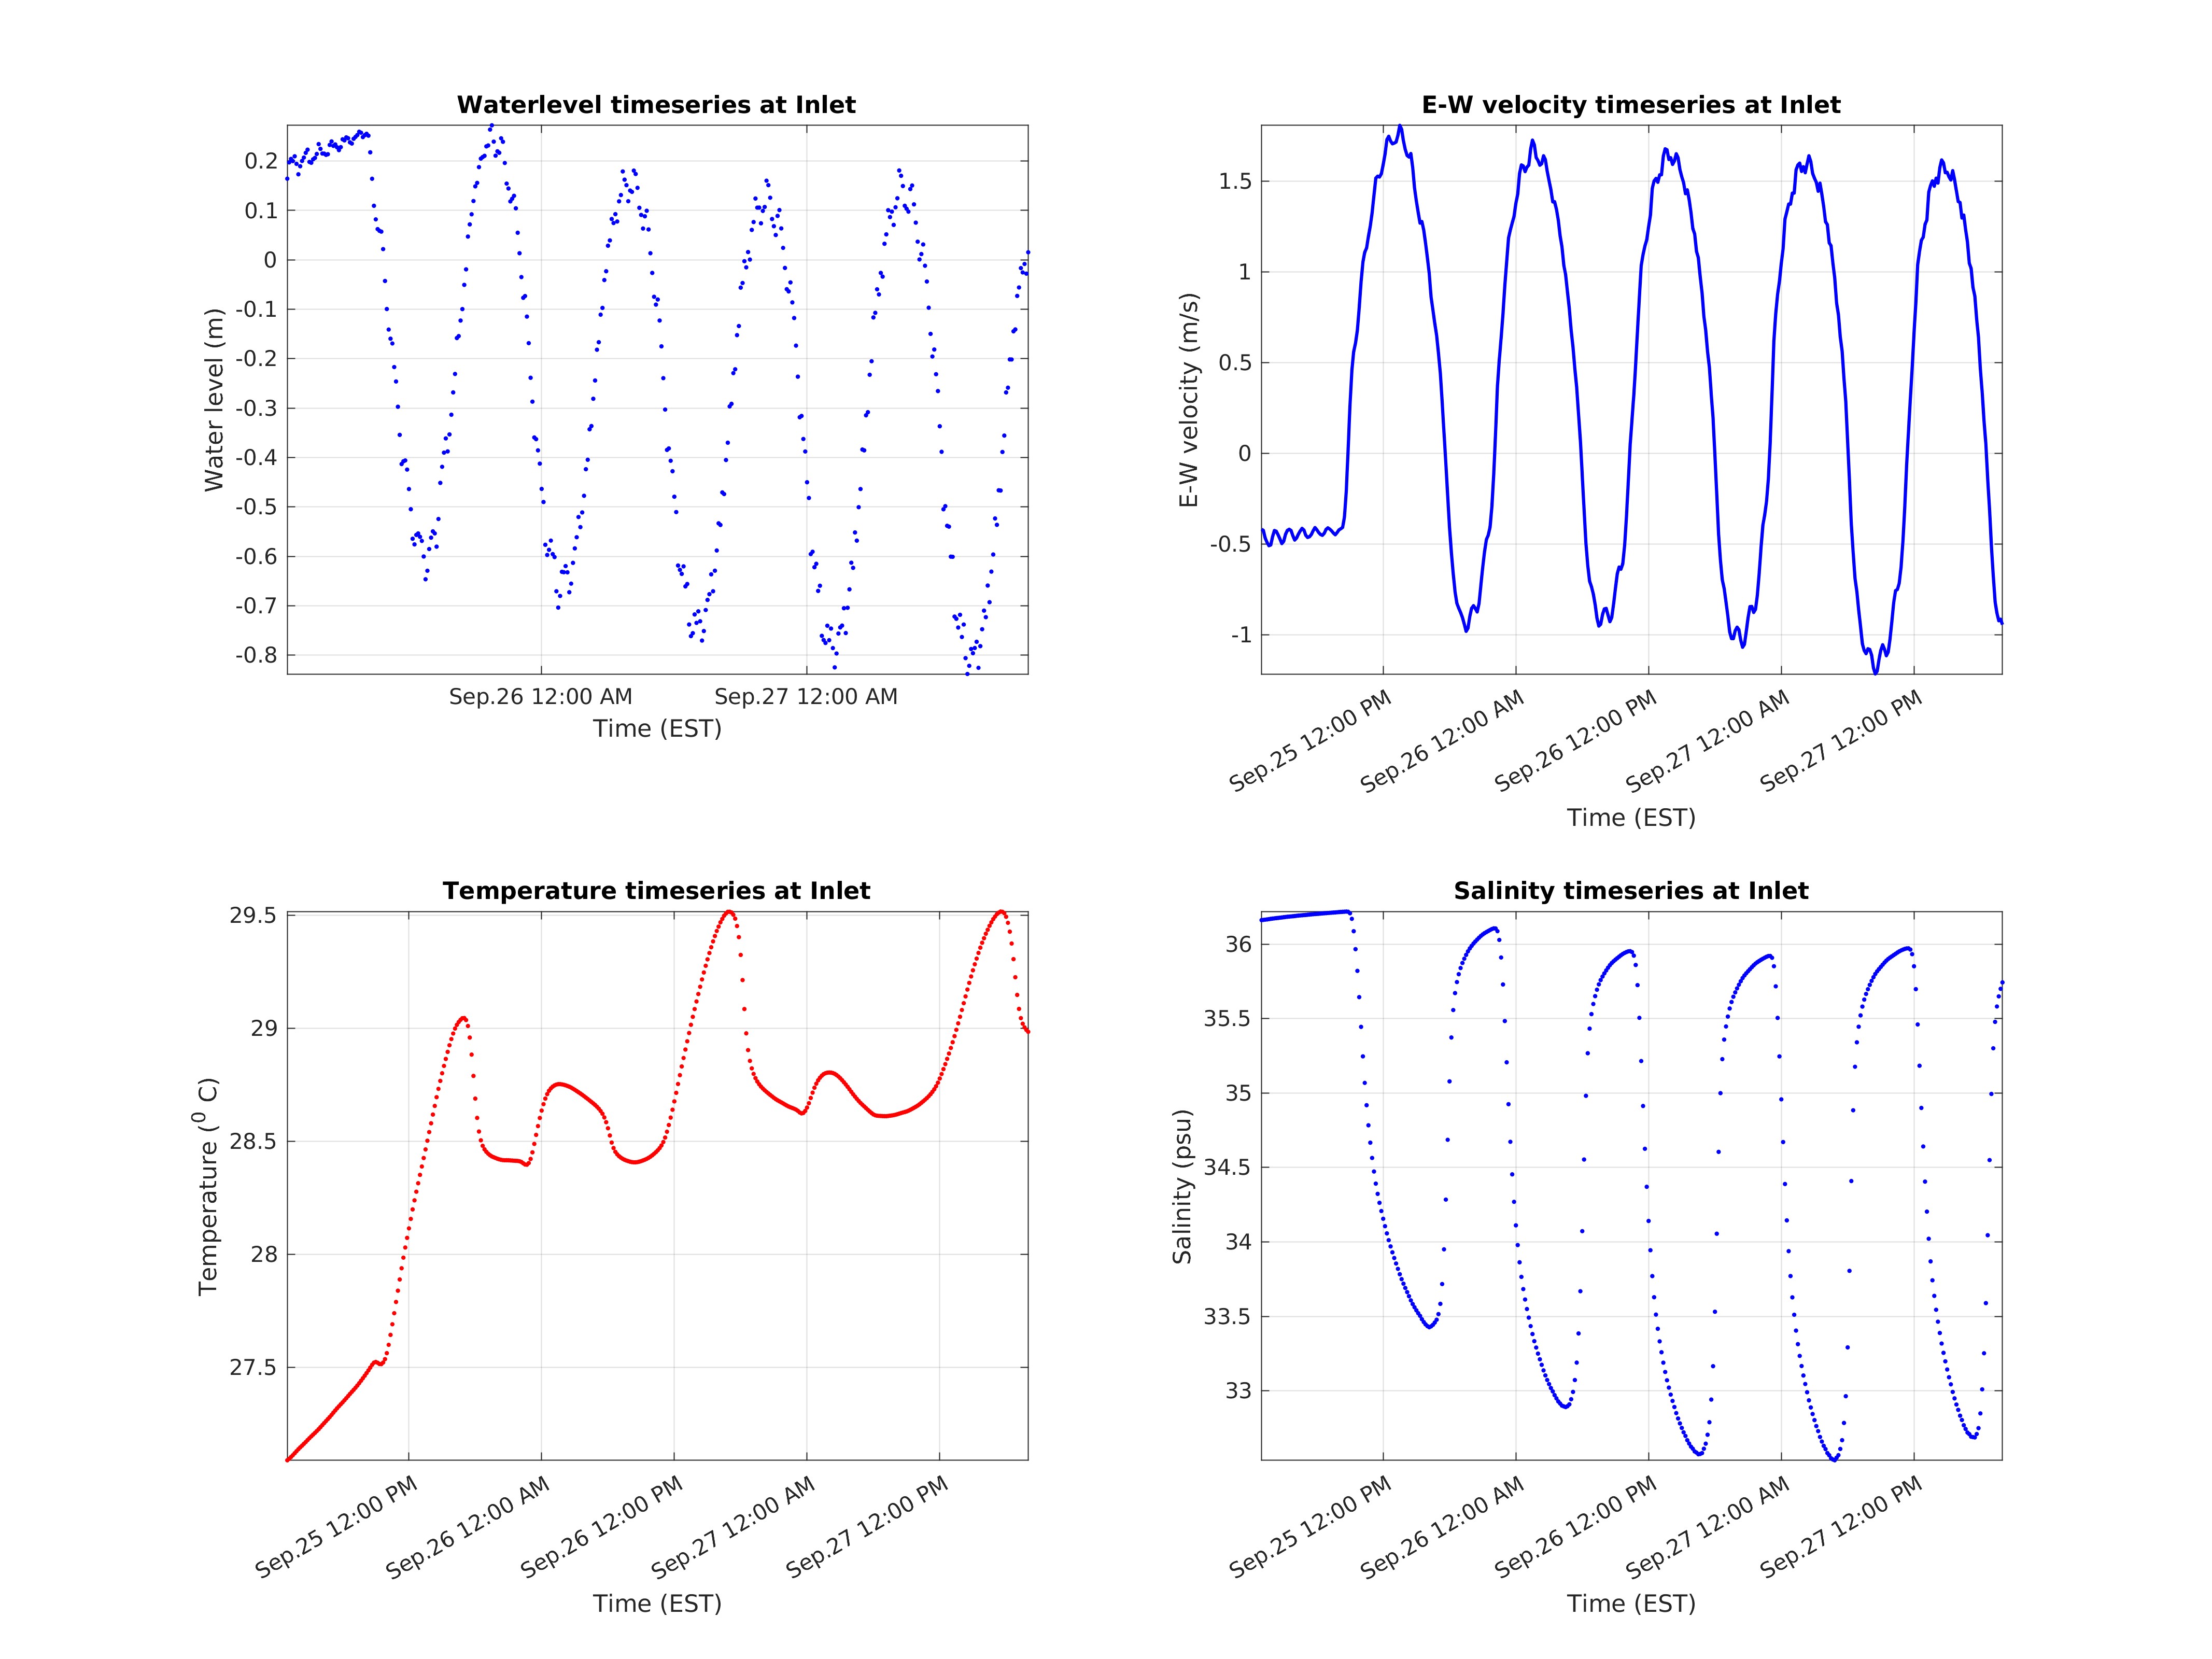 Waterlevel timeseries at Inlet
0.2
0.1
0
-0.1
-0.2
-0.3
-0.4
-0.5
-0.6
-0.7
-0.8
Water level (m)
Sep.26 12:00 AM
Sep.27 12:00 AM
Time (EST)
E-W velocity timeseries at Inlet
1.5
1
0.5
0
-0.5
-1
E-W velocity (m/s)
Sep.25 12:00 PM
Sep.26 12:00 AM
Sep.26 12:00 PM
Sep.27 12:00 AM
Sep.27 12:00 PM
Time (EST)
Temperature timeseries at Inlet
29.5
29
28.5
28
27.5
Temperature (⁰ C)
Sep.25 12:00 PM
Sep.26 12:00 AM
Sep.26 12:00 PM
Sep.27 12:00 AM
Sep.27 12:00 PM
Time (EST)
Salinity timeseries at Inlet
36
35.5
35
34.5
34
33.5
33
Salinity (psu)
Sep.25 12:00 PM
Sep.26 12:00 AM
Sep.26 12:00 PM
Sep.27 12:00 AM
Sep.27 12:00 PM
Time (EST)